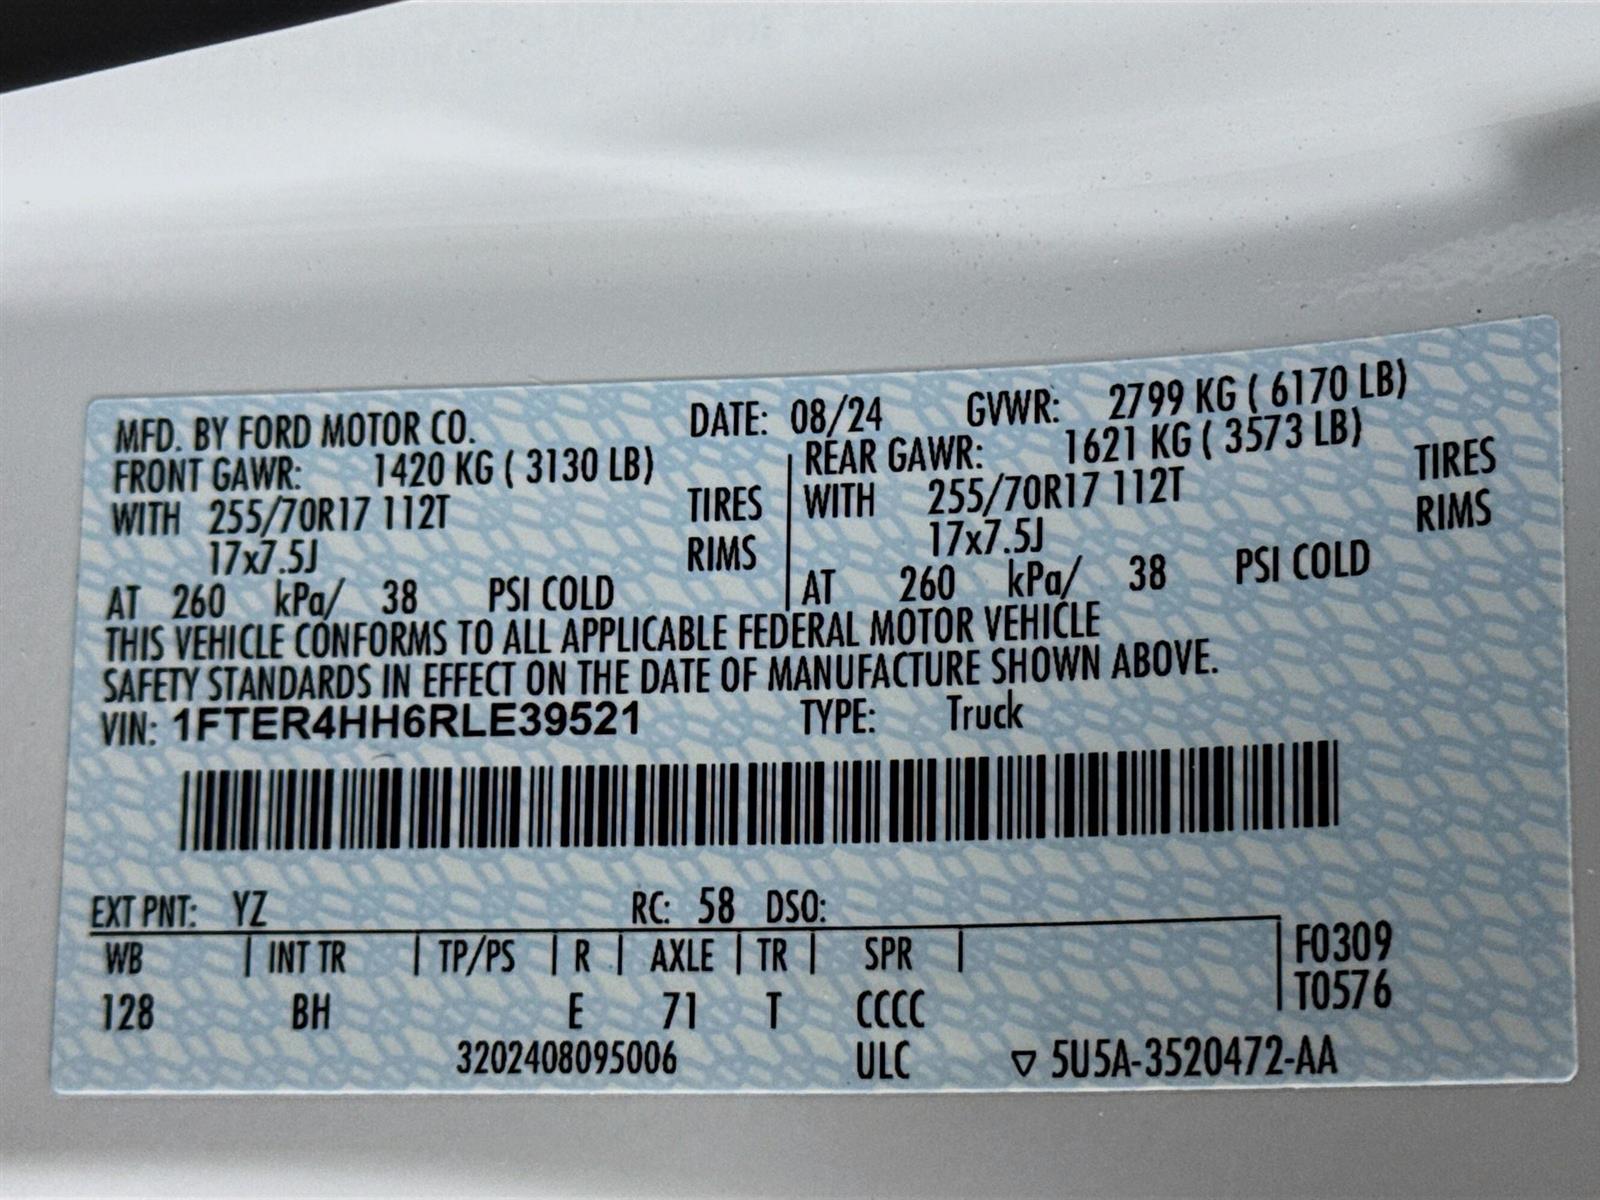 MFD. BY FORD MOTOR CO. DATE: 08/24 GVWR: 2799 KG ( 6170 LB)
FRONT GAWR: 1420 KG ( 3130 LB) REAR GAWR: 1621 KG ( 3573 LB)
WITH 255/70R17 112T TIRES WITH 255/70R17 112T TIRES
17x7.5J RIMS 17x7.5J RIMS
AT 260 kPa/ 38 PSI COLD AT 260 kPa/ 38 PSI COLD
THIS VEHICLE CONFORMS TO ALL APPLICABLE FEDERAL MOTOR VEHICLE
SAFETY STANDARDS IN EFFECT ON THE DATE OF MANUFACTURE SHOWN ABOVE.
VIN: 1FTER4HH6RLE39521 TYPE: Truck
EXT PNT: YZ RC: 58 DSO:
WB INT TR TP/PS R AXLE TR SPR F0309
128 BH E 71 T CCCC T0576
3202408095006 ULC ▽ 5U5A-3520472-AA